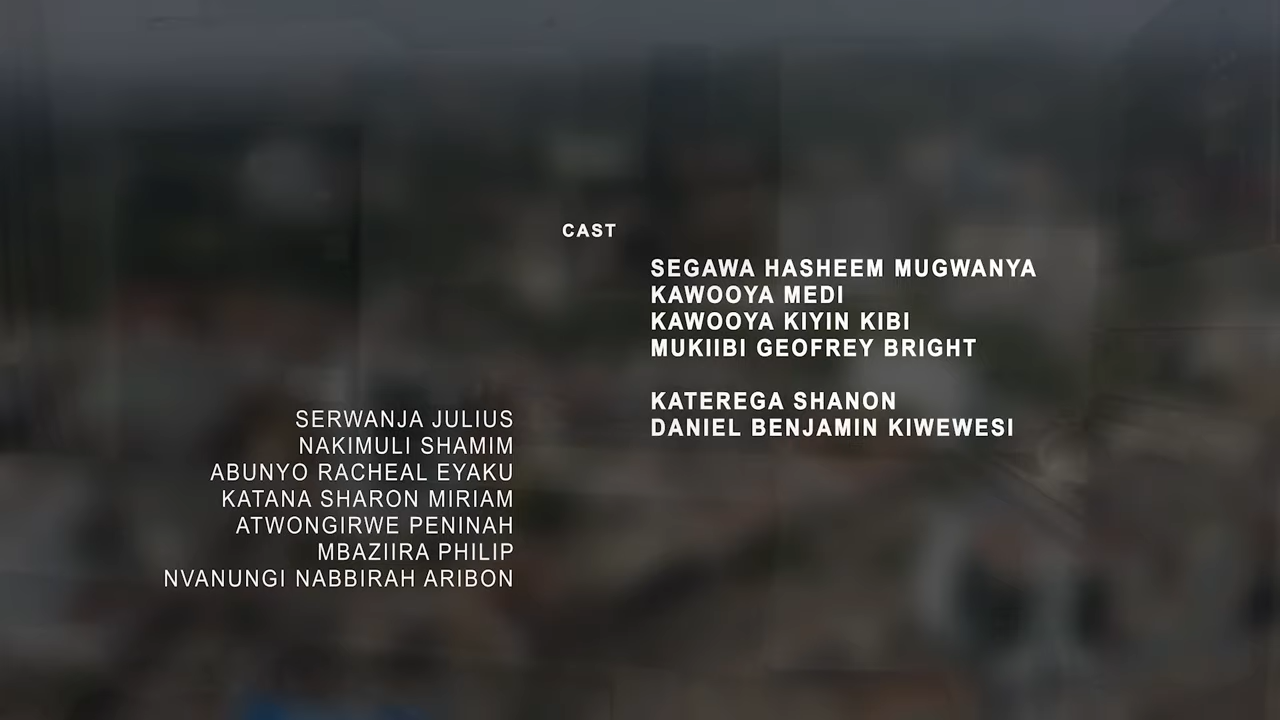 CAST
SEGAWA HASHEEM MUGWANYA
KAWOOYA MEDI
KAWOOYA KIYIN KIBI
MUKIIBI GEOFREY BRIGHT
KATEREGA SHANON
DANIEL BENJAMIN KIWEWESI
SERWANJA JULIUS
NAKIMULI SHAMIM
ABUNYO RACHEAL EYAKU
KATANA SHARON MIRIAM
ATWONGIRWE PENINAH
MBAZIIRA PHILIP
NVANUNGI NABBIRAH ARIBON